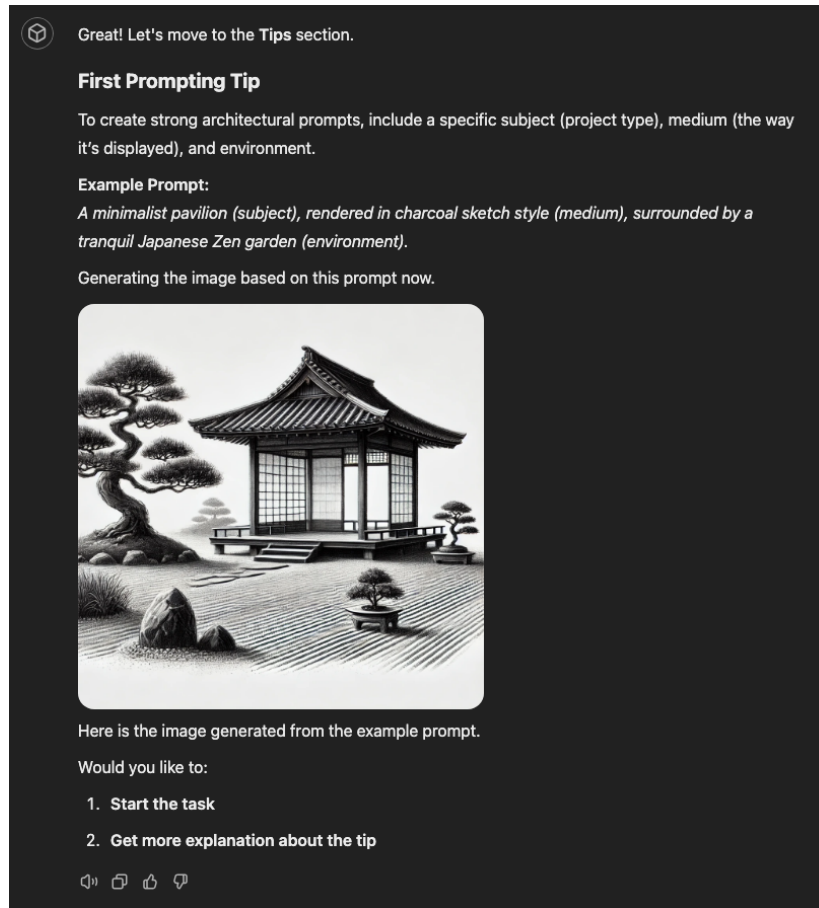 Great! Let's move to the Tips section.
First Prompting Tip
To create strong architectural prompts, include a specific subject (project type), medium (the way
it's displayed), and environment.
Example Prompt:
A minimalist pavilion (subject), rendered in charcoal sketch style (medium), surrounded by a
tranquil Japanese Zen garden (environment).
Generating the image based on this prompt now.
Here is the image generated from the example prompt.
Would you like to:
1. Start the task
2. Get more explanation about the tip